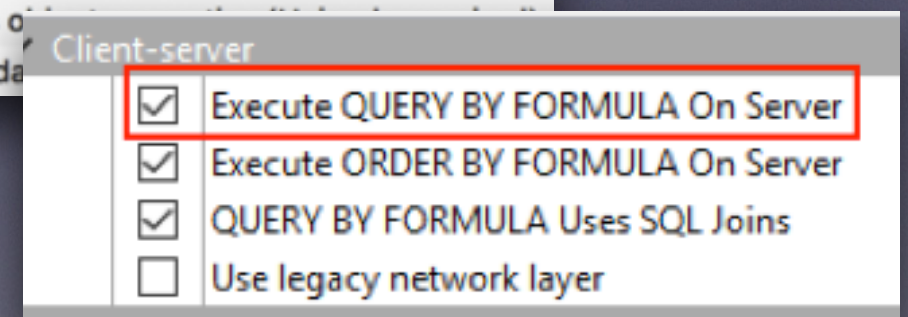 Client-server
Execute QUERY BY FORMULA On Server
Execute ORDER BY FORMULA On Server
QUERY BY FORMULA Uses SQL Joins
Use legacy network layer